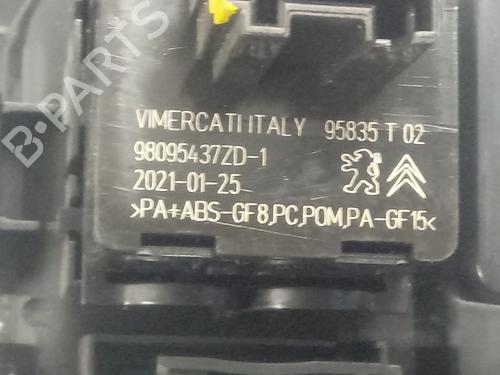 VIMERCATI ITALY 95835 T 02
98095437ZD-1
2021-01-25
>PA+ABS-GF8,PC,POM,PA-GF15<
B-PARTS